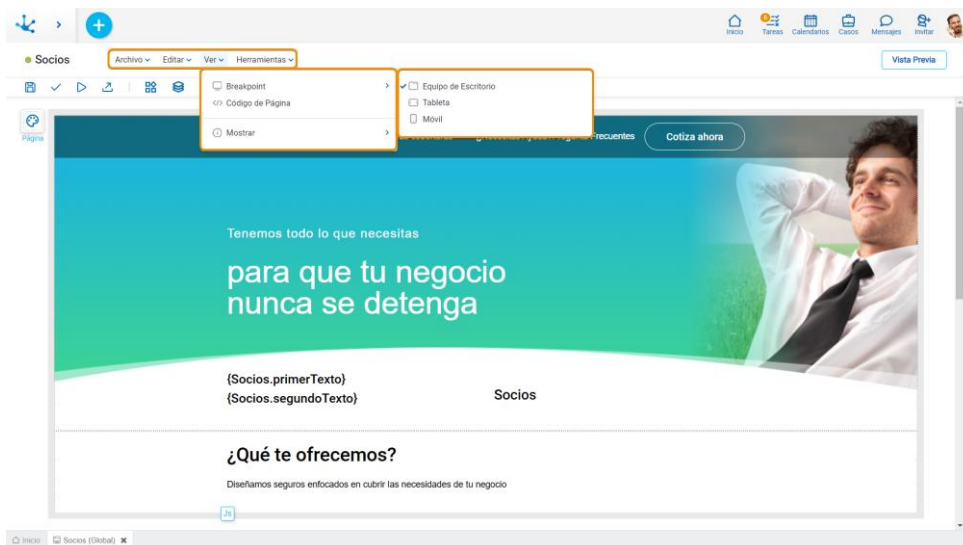 Inicio
Tareas
Calendarios
Casos
Mensajes
Invitar
Socios
Archivo
Editar
Ver
Herramientas
Vista Previa
Breakpoint
Código de Página
Mostrar
Equipo de Escritorio
Tableta
Móvil
Página
Frecuentes
Cotiza ahora
Tenemos todo lo que necesitas
para que tu negocio
nunca se detenga
{Socios.primerTexto}
{Socios.segundoTexto}
Socios
¿Qué te ofrecemos?
Diseñamos seguros enfocados en cubrir las necesidades de tu negocio
Js
Inicio
Socios (Global)